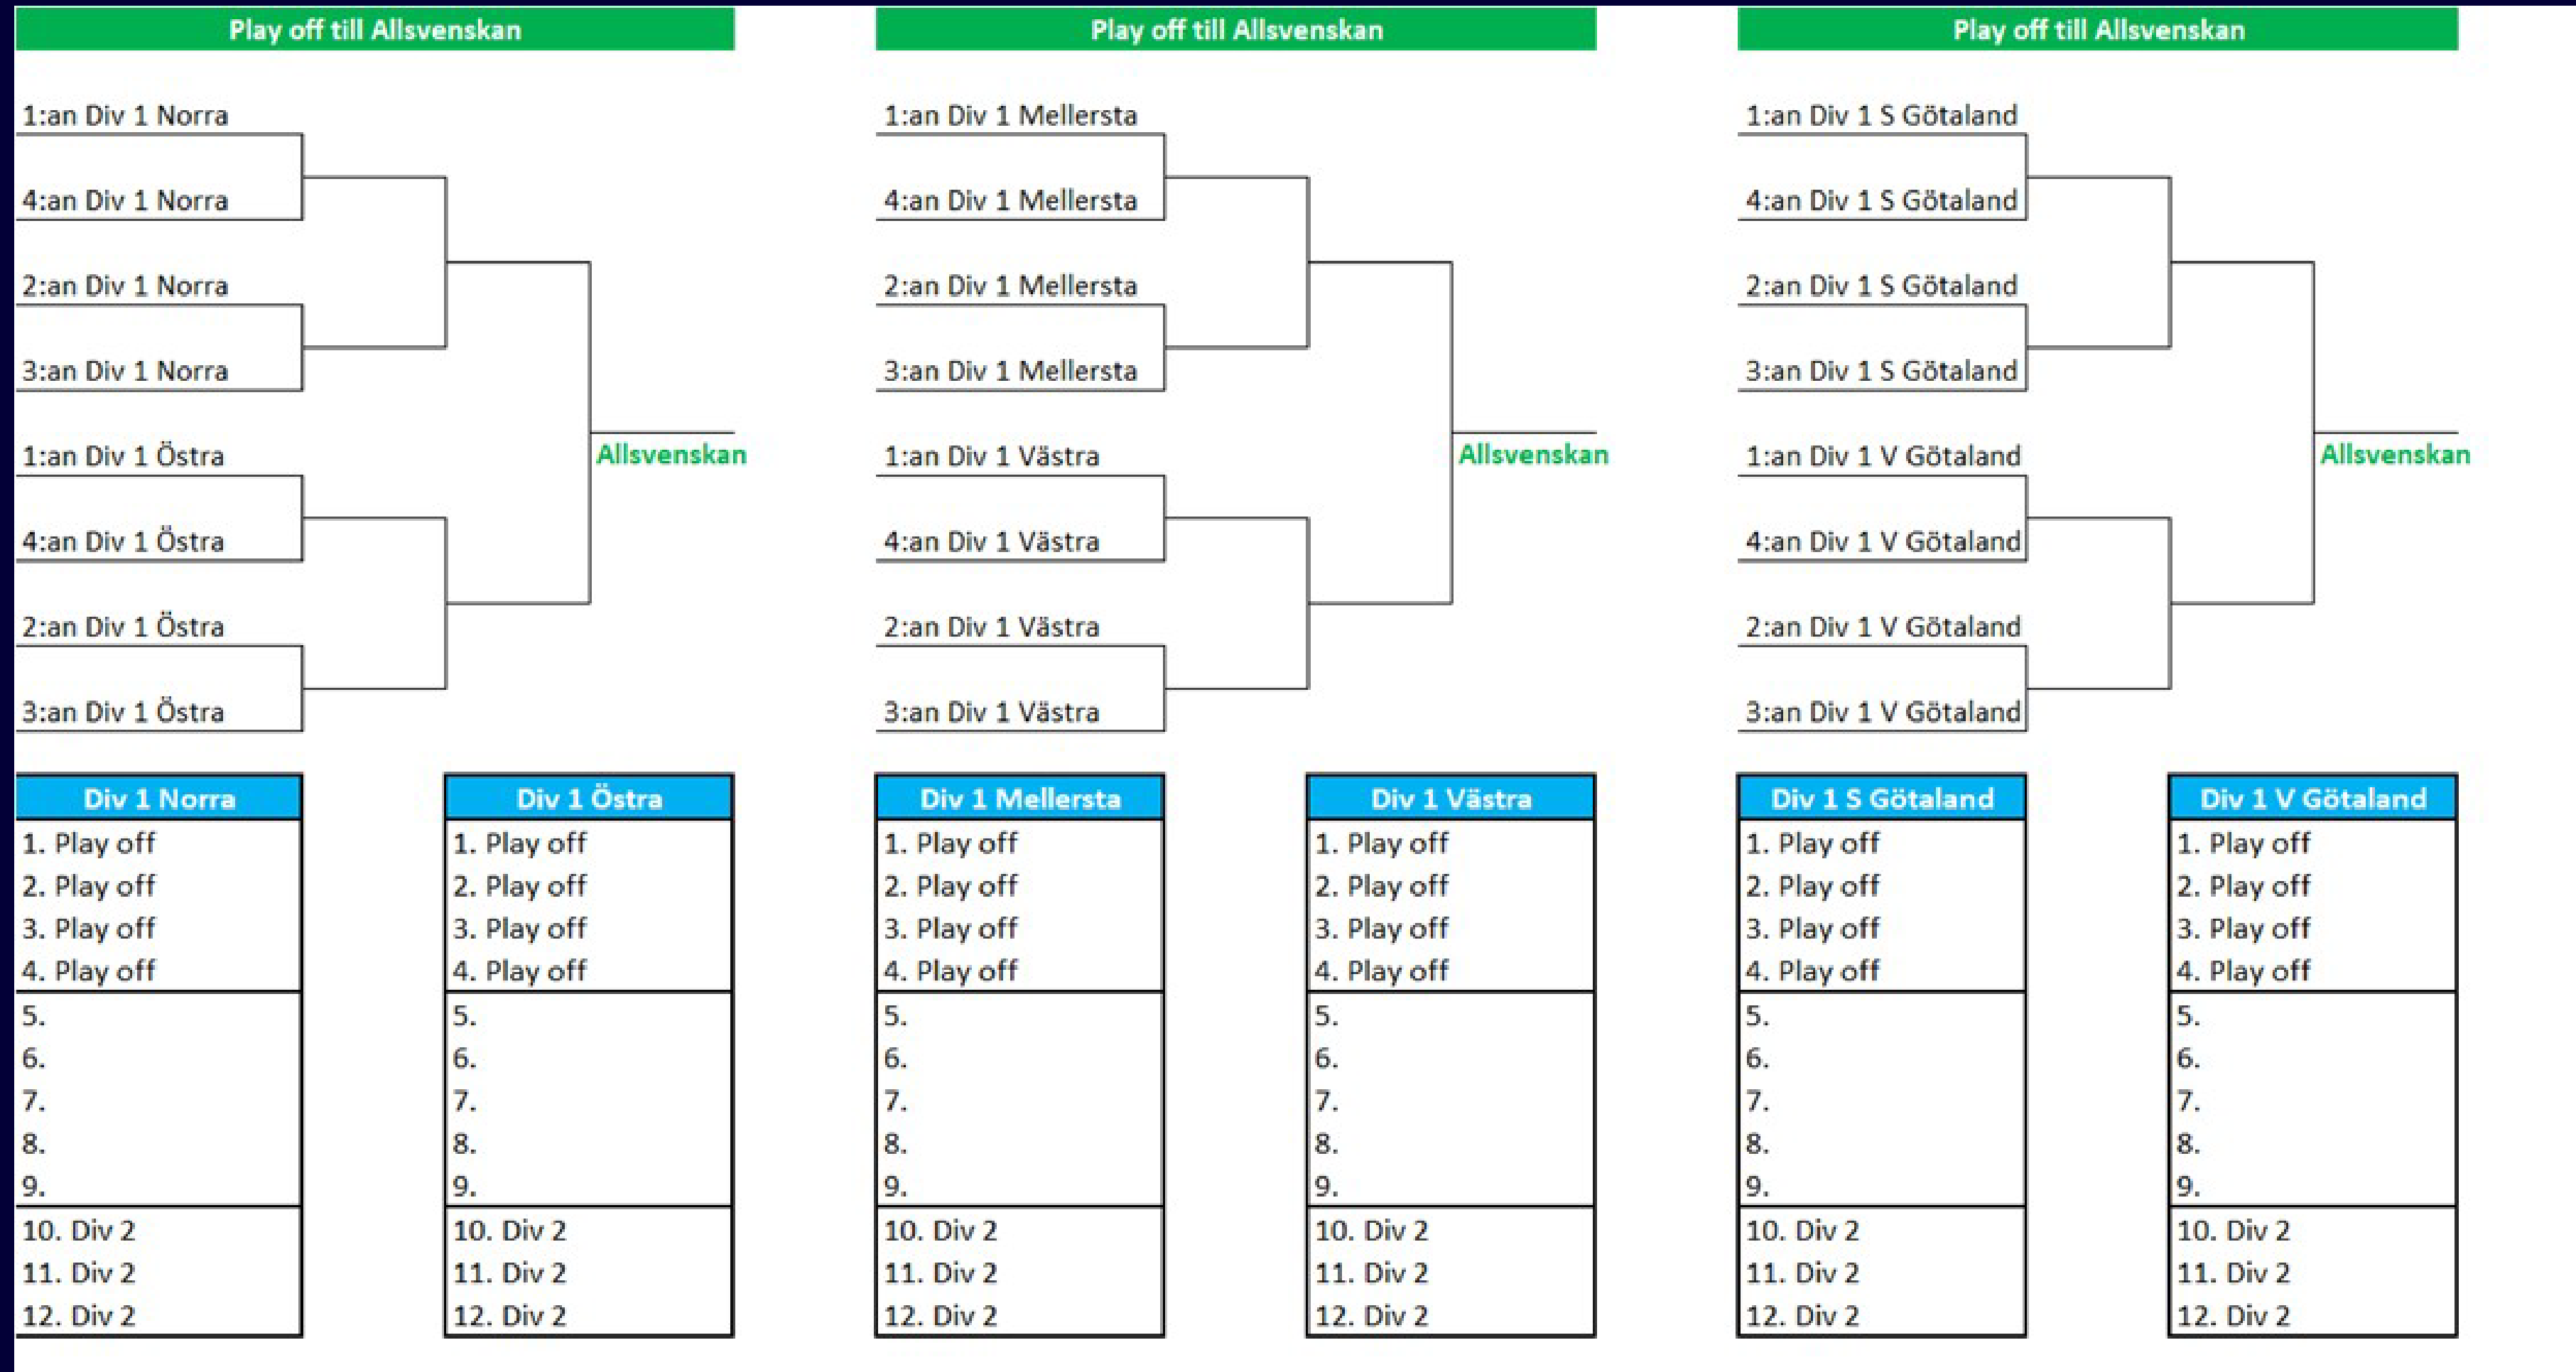 Play off till Allsvenskan
1:an Div 1 Norra
4:an Div 1 Norra
2:an Div 1 Norra
3:an Div 1 Norra
1:an Div 1 Östra
Allsvenskan
4:an Div 1 Östra
2:an Div 1 Östra
3:an Div 1 Östra
Play off till Allsvenskan
1:an Div 1 Mellersta
4:an Div 1 Mellersta
2:an Div 1 Mellersta
3:an Div 1 Mellersta
1:an Div 1 Västra
Allsvenskan
4:an Div 1 Västra
2:an Div 1 Västra
3:an Div 1 Västra
Play off till Allsvenskan
1:an Div 1 S Götaland
4:an Div 1 S Götaland
2:an Div 1 S Götaland
3:an Div 1 S Götaland
1:an Div 1 V Götaland
Allsvenskan
4:an Div 1 V Götaland
2:an Div 1 V Götaland
3:an Div 1 V Götaland
Div 1 Norra
1. Play off
2. Play off
3. Play off
4. Play off
5.
6.
7.
8.
9.
10. Div 2
11. Div 2
12. Div 2
Div 1 Östra
1. Play off
2. Play off
3. Play off
4. Play off
5.
6.
7.
8.
9.
10. Div 2
11. Div 2
12. Div 2
Div 1 Mellersta
1. Play off
2. Play off
3. Play off
4. Play off
5.
6.
7.
8.
9.
10. Div 2
11. Div 2
12. Div 2
Div 1 Västra
1. Play off
2. Play off
3. Play off
4. Play off
5.
6.
7.
8.
9.
10. Div 2
11. Div 2
12. Div 2
Div 1 S Götaland
1. Play off
2. Play off
3. Play off
4. Play off
5.
6.
7.
8.
9.
10. Div 2
11. Div 2
12. Div 2
Div 1 V Götaland
1. Play off
2. Play off
3. Play off
4. Play off
5.
6.
7.
8.
9.
10. Div 2
11. Div 2
12. Div 2